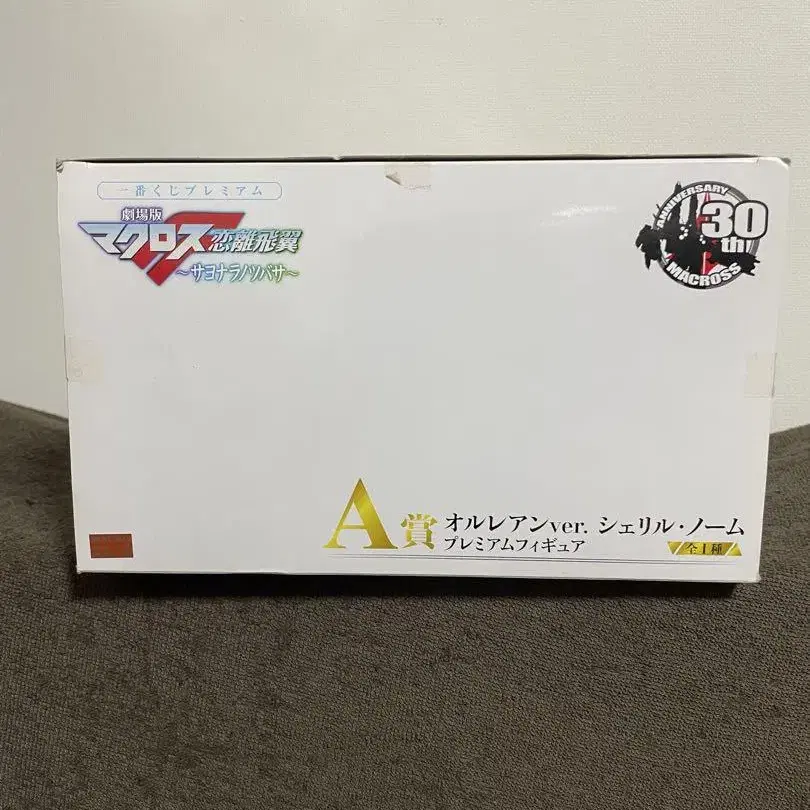 一番くじプレミアム
劇場版
マクロスF 恋離飛翼
～サヨナラノツバサ～
ANNIVERSARY
30th
MACROSS
A賞 オルレアンver. シェリル・ノーム
プレミアムフィギュア
全1種